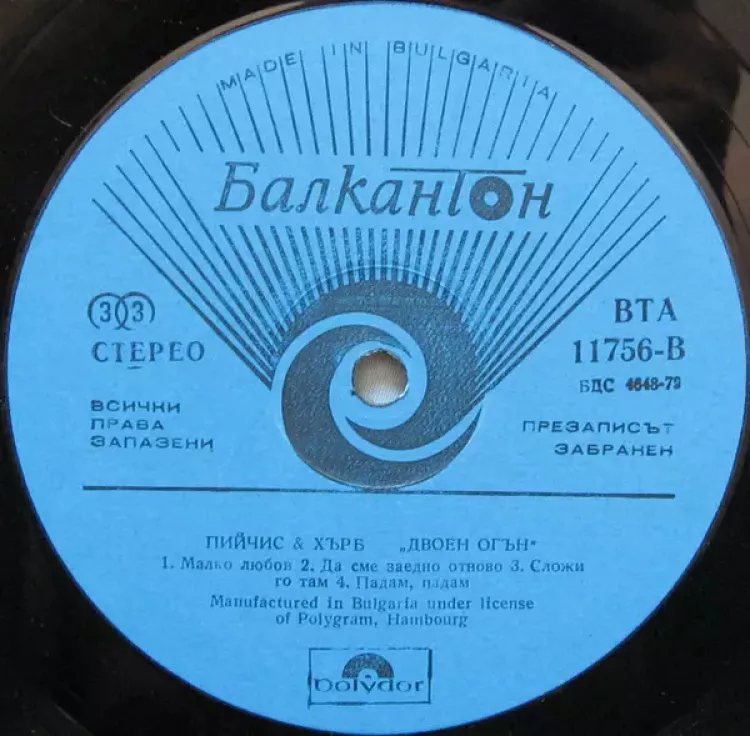 MADE IN BULGARIA
Балкантон
33
СТЕРЕО
ВТА
11756-В
БДС 4648-79
ВСИЧКИ
ПРАВА
ЗАПАЗЕНИ
ПРЕЗАПИСЪТ
ЗАБРАНЕН
ПИЙЧИС & ХЪРБ „ДВОЕН ОГЪН"
1. Малко любов 2. Да сме заедно отново 3. Сложи
го там 4. Падам, падам
Manufactured in Bulgaria under license
of Polygram, Hambourg
polydor